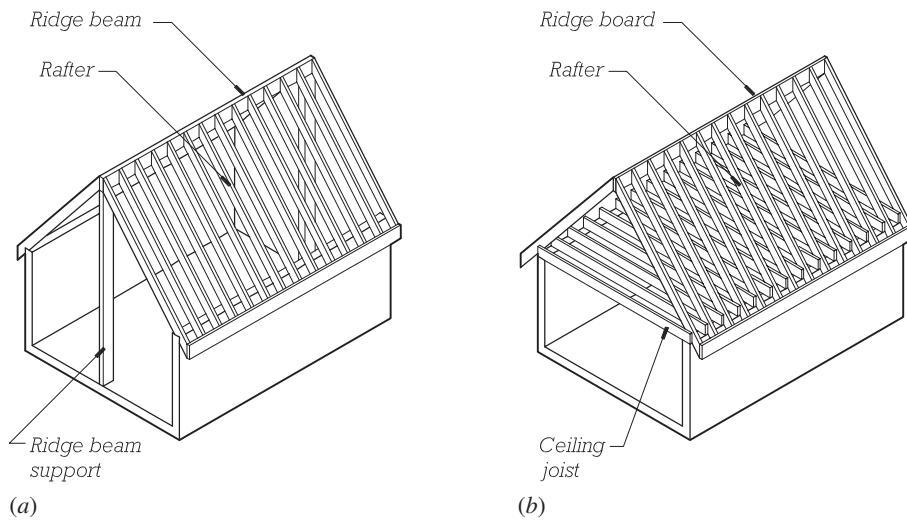 Ridge beam
Rafter
Ridge beam
support
(a)
Ridge board
Rafter
Ceiling
joist
(b)